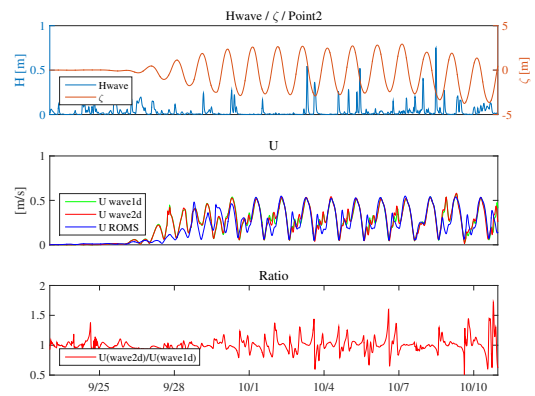 Hwave / ζ / Point2
1
0.5
0
H [m]
5
0
-5
ζ [m]
Hwave
ζ
U
1
0.5
0
[m/s]
U wave1d
U wave2d
U ROMS
Ratio
2
1.5
1
0.5
U(wave2d)/U(wave1d)
9/25 9/28 10/1 10/4 10/7 10/10